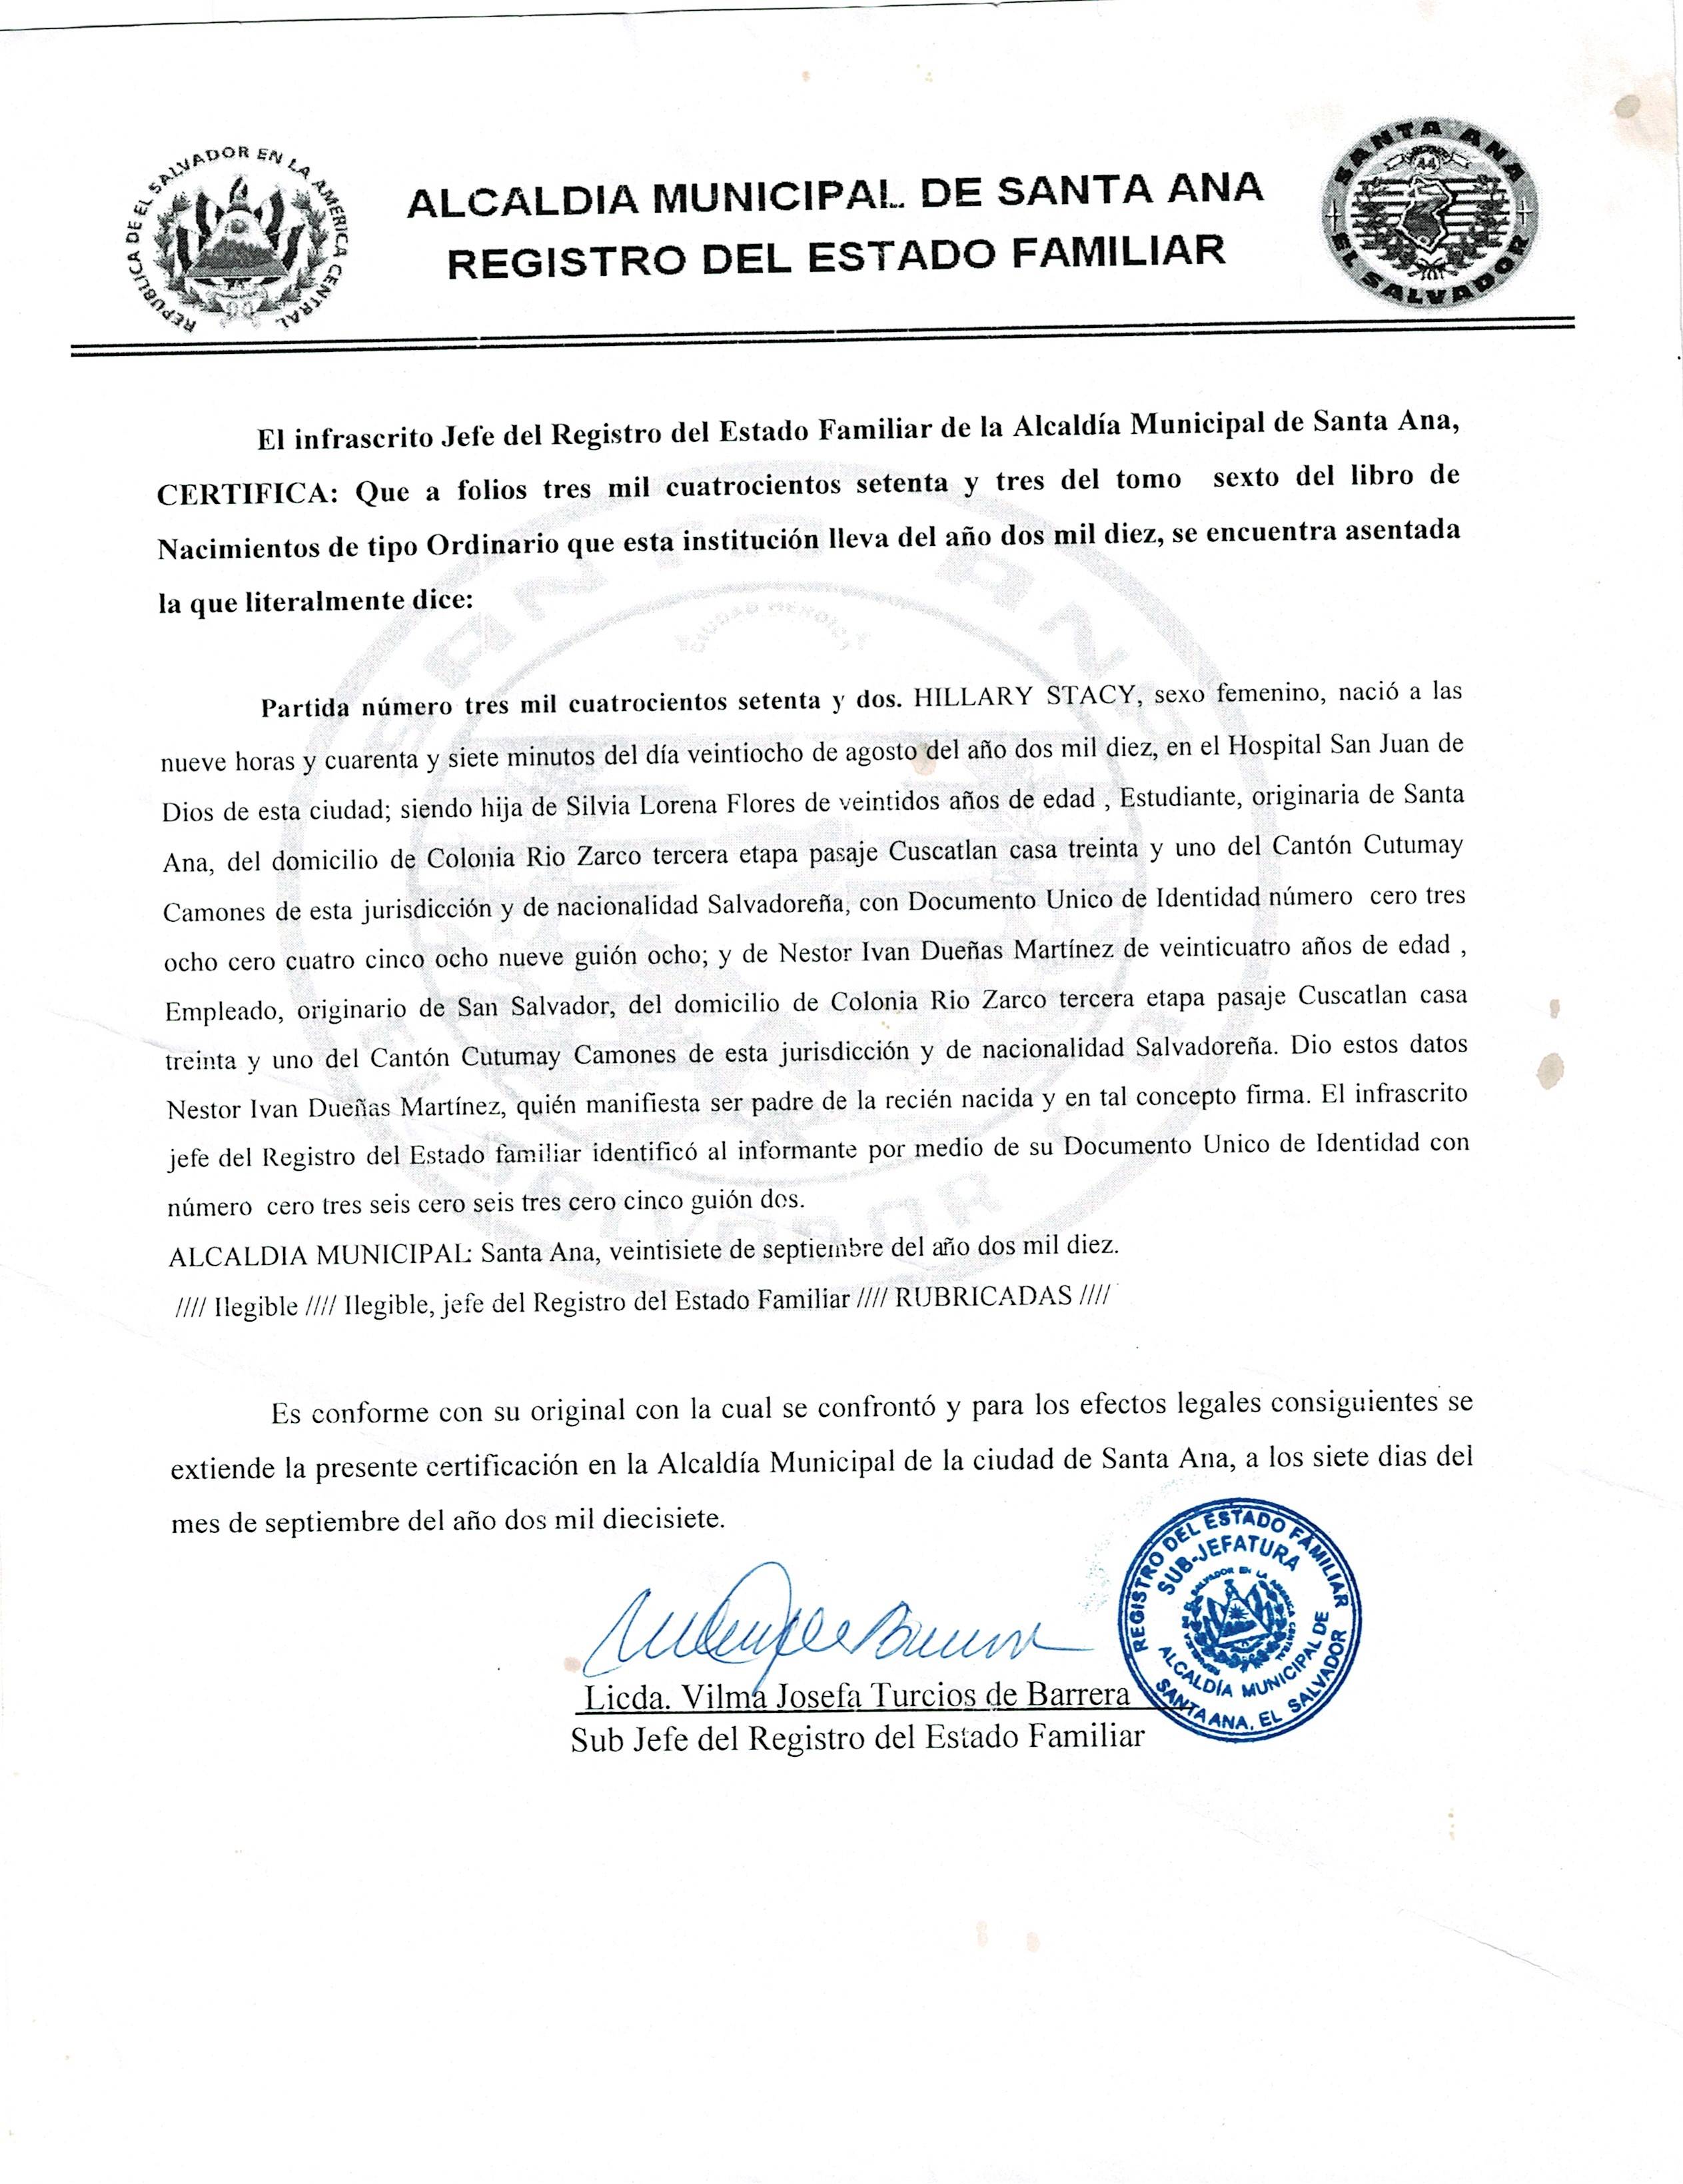 REPUBLICA DE EL SALVADOR EN LA AMERICA CENTRAL
ALCALDIA MUNICIPAL DE SANTA ANA
REGISTRO DEL ESTADO FAMILIAR
SANTA ANA
EL SALVADOR
El infrascrito Jefe del Registro del Estado Familiar de la Alcaldía Municipal de Santa Ana,
CERTIFICA: Que a folios tres mil cuatrocientos setenta y tres del tomo sexto del libro de
Nacimientos de tipo Ordinario que esta institución lleva del año dos mil diez, se encuentra asentada
la que literalmente dice:
Partida número tres mil cuatrocientos setenta y dos. HILLARY STACY, sexo femenino, nació a las
nueve horas y cuarenta y siete minutos del día veintiocho de agosto del año dos mil diez, en el Hospital San Juan de
Dios de esta ciudad; siendo hija de Silvia Lorena Flores de veintidos años de edad , Estudiante, originaria de Santa
Ana, del domicilio de Colonia Rio Zarco tercera etapa pasaje Cuscatlan casa treinta y uno del Cantón Cutumay
Camones de esta jurisdicción y de nacionalidad Salvadoreña, con Documento Unico de Identidad número cero tres
ocho cero cuatro cinco ocho nueve guión ocho; y de Nestor Ivan Dueñas Martínez de veinticuatro años de edad ,
Empleado, originario de San Salvador, del domicilio de Colonia Rio Zarco tercera etapa pasaje Cuscatlan casa
treinta y uno del Cantón Cutumay Camones de esta jurisdicción y de nacionalidad Salvadoreña. Dio estos datos
Nestor Ivan Dueñas Martínez, quién manifiesta ser padre de la recién nacida y en tal concepto firma. El infrascrito
jefe del Registro del Estado familiar identificó al informante por medio de su Documento Unico de Identidad con
número cero tres seis cero seis tres cero cinco guión dos.
ALCALDIA MUNICIPAL: Santa Ana, veintisiete de septiembre del año dos mil diez.
//// Ilegible //// Ilegible, jefe del Registro del Estado Familiar //// RUBRICADAS ////
Es conforme con su original con la cual se confrontó y para los efectos legales consiguientes se
extiende la presente certificación en la Alcaldía Municipal de la ciudad de Santa Ana, a los siete dias del
mes de septiembre del año dos mil diecisiete.
REGISTRO DEL ESTADO FAMILIAR
SUB-JEFATURA
ALCALDÍA MUNICIPAL DE
SANTA ANA, EL SALVADOR
Licda. Vilma Josefa Turcios de Barrera
Sub Jefe del Registro del Estado Familiar